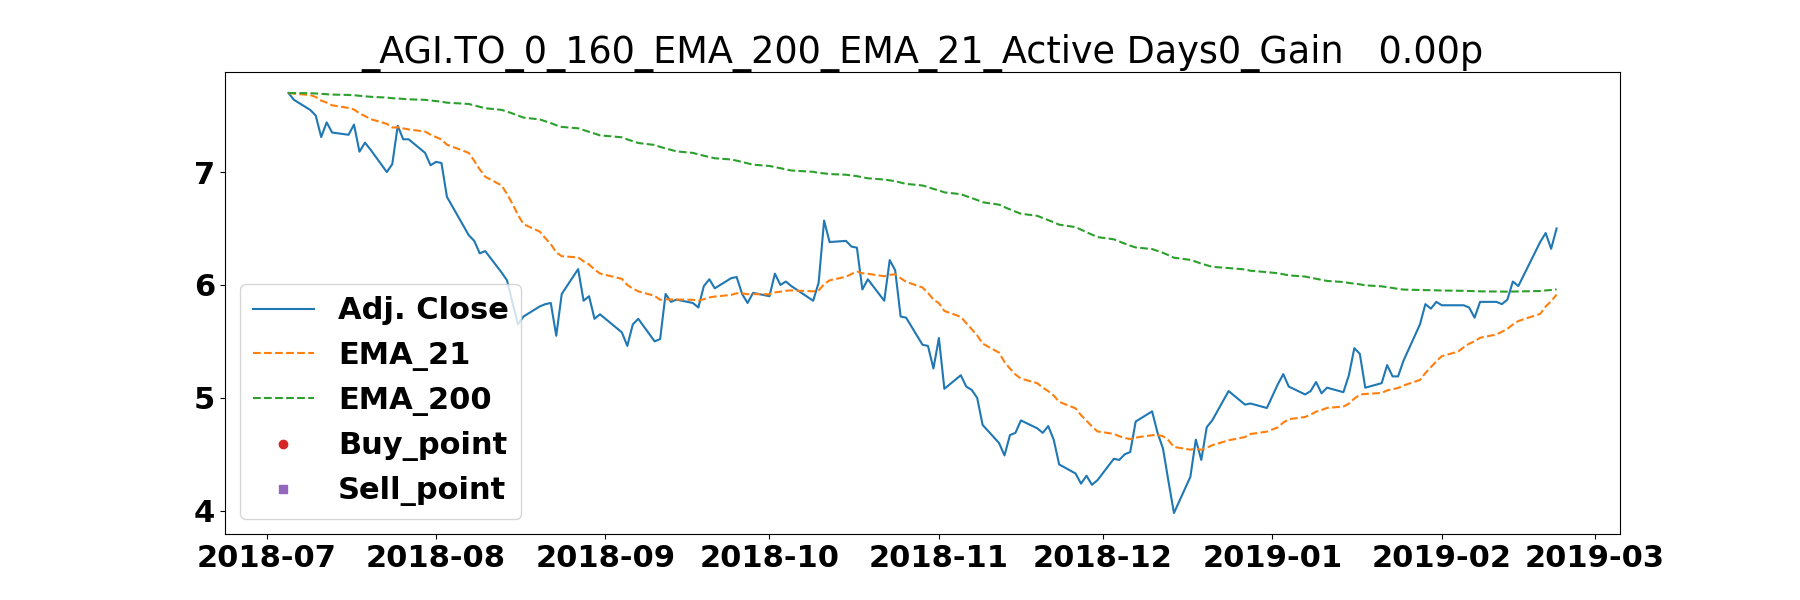 _AGI.TO_0_160_EMA_200_EMA_21_Active Days0_Gain   0.00p
7
6
5
4
Adj. Close
EMA_21
EMA_200
Buy_point
Sell_point
2018-07 2018-08 2018-09 2018-10 2018-11 2018-12 2019-01 2019-02 2019-03